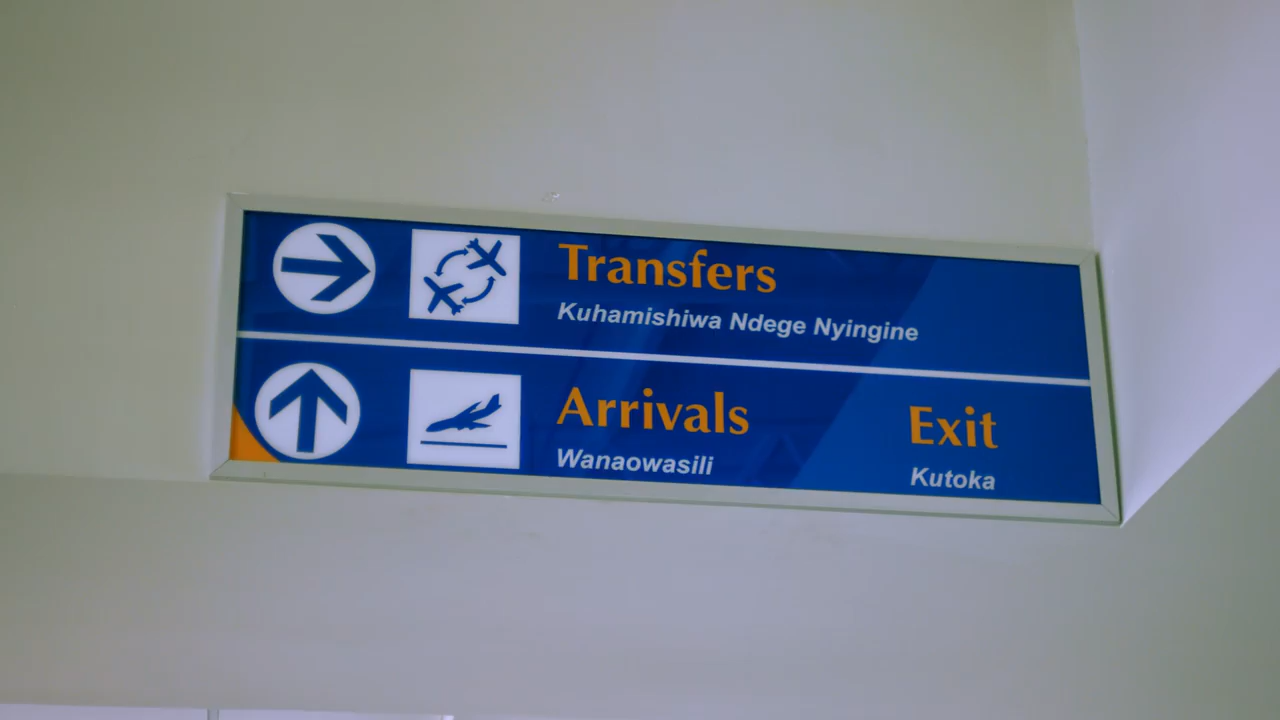 Transfers
Kuhamishiwa Ndege Nyingine
Arrivals
Wanaowasili
Exit
Kutoka